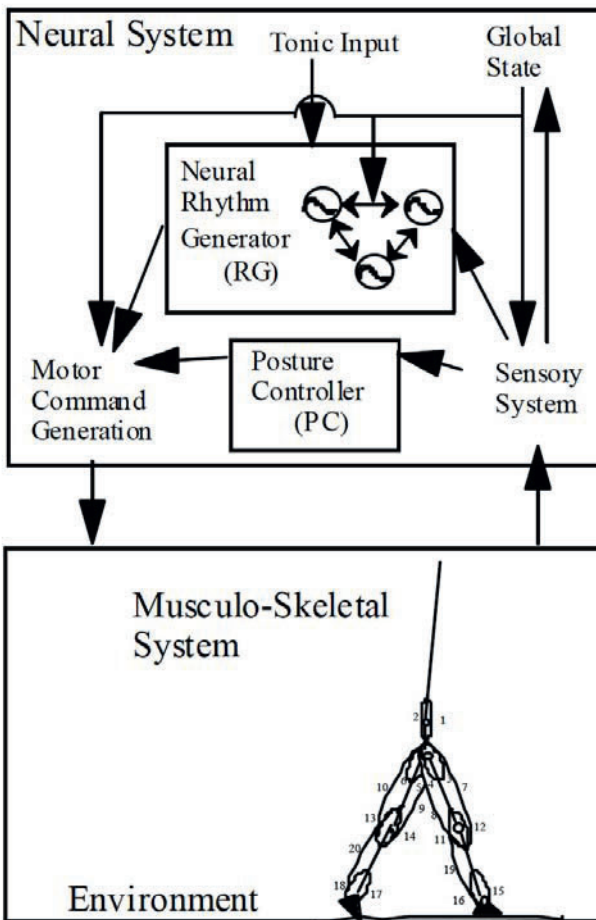 Neural System
Tonic Input
Global
State
Neural
Rhythm
Generator
(RG)
Posture
Controller
(PC)
Motor
Command
Generation
Sensory
System
Musculo-Skeletal
System
2 1
10 6 5 4 3 7
9 8
13 14 11 12
20 19
18 17 16 15
Environment